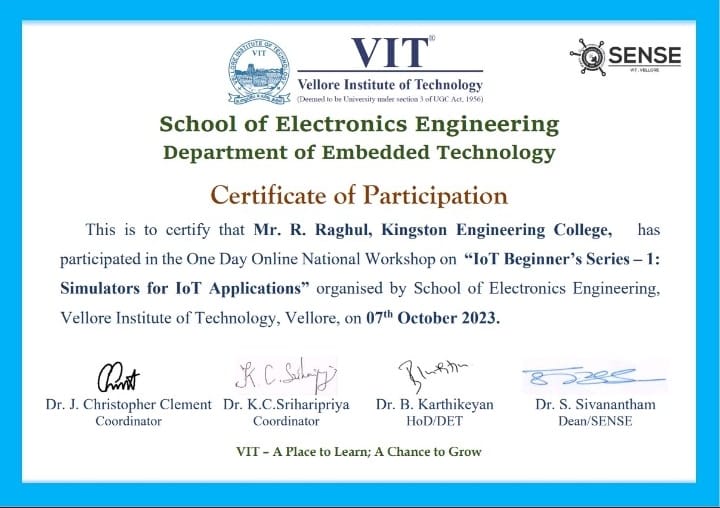 VELLORE INSTITUTE OF TECHNOLOGY
VIT
VIT®
Vellore Institute of Technology
(Deemed to be University under section 3 of UGC Act, 1956)
SENSE
VIT, VELLORE
School of Electronics Engineering
Department of Embedded Technology
Certificate of Participation
This is to certify that Mr. R. Raghul, Kingston Engineering College, has
participated in the One Day Online National Workshop on “IoT Beginner’s Series – 1:
Simulators for IoT Applications” organised by School of Electronics Engineering,
Vellore Institute of Technology, Vellore, on 07th October 2023.
K.C.Sriharipriya
Dr. J. Christopher Clement Dr. K.C.Sriharipriya Dr. B. Karthikeyan Dr. S. Sivanantham
Coordinator Coordinator HoD/DET Dean/SENSE
VIT – A Place to Learn; A Chance to Grow